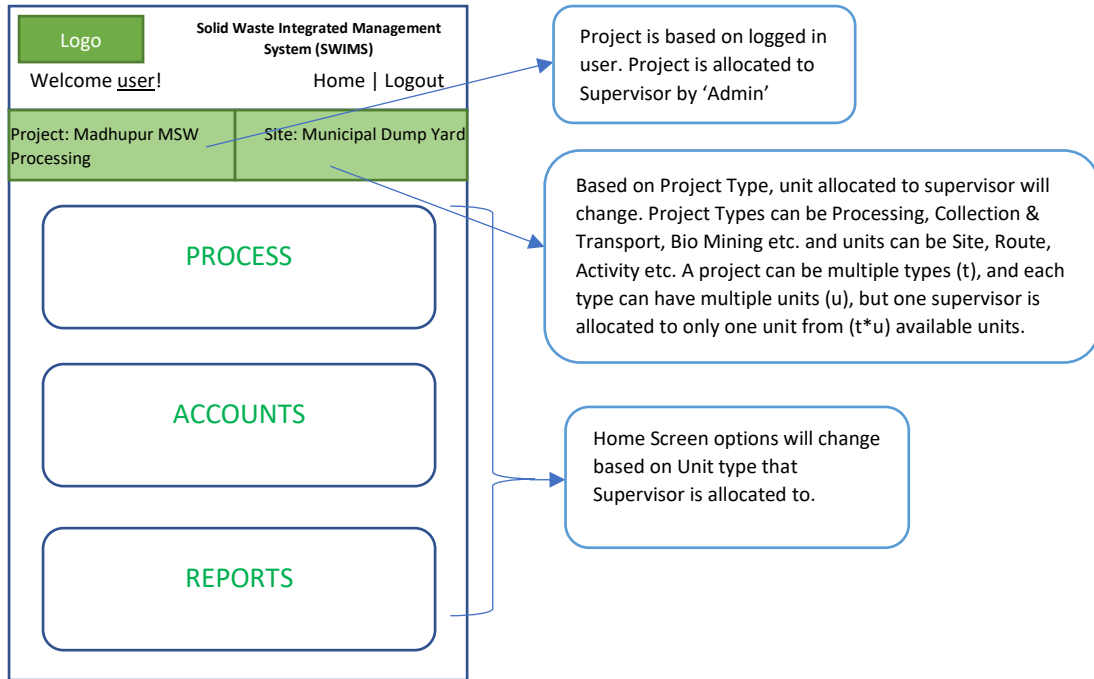 Logo
Solid Waste Integrated Management
System (SWIMS)
Welcome user!
Home | Logout
Project: Madhupur MSW
Processing
Site: Municipal Dump Yard
PROCESS
ACCOUNTS
REPORTS
Project is based on logged in
user. Project is allocated to
Supervisor by ‘Admin’
Based on Project Type, unit allocated to supervisor will
change. Project Types can be Processing, Collection &
Transport, Bio Mining etc. and units can be Site, Route,
Activity etc. A project can be multiple types (t), and each
type can have multiple units (u), but one supervisor is
allocated to only one unit from (t*u) available units.
Home Screen options will change
based on Unit type that
Supervisor is allocated to.